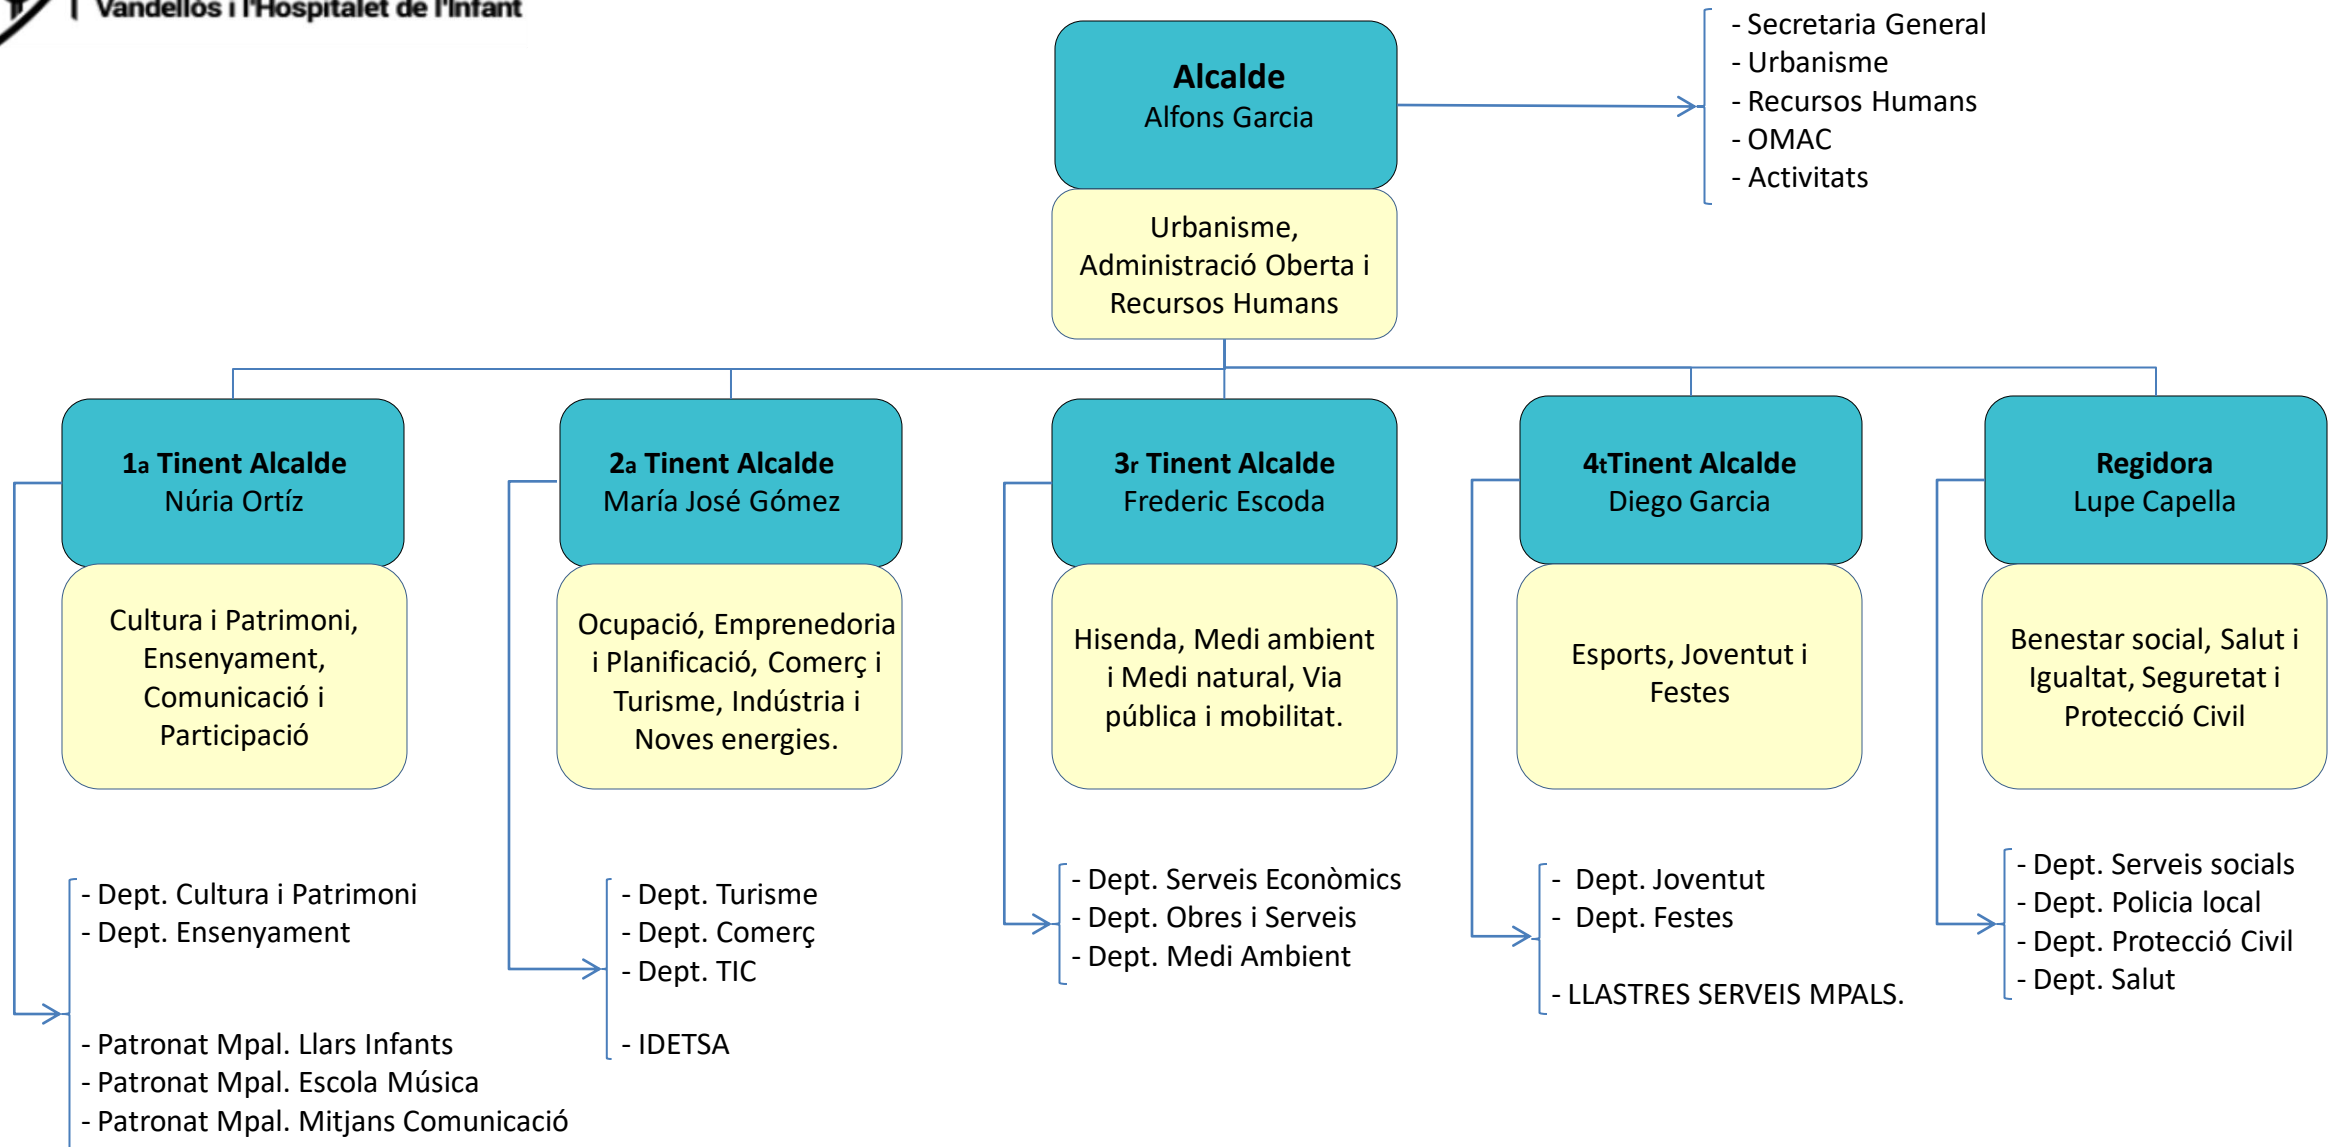 Vandellòs i l'Hospitalet de l'Infant
Alcalde
Alfons Garcia
- Secretaria General
- Urbanisme
- Recursos Humans
- OMAC
- Activitats
Urbanisme,
Administració Oberta i
Recursos Humans
1a Tinent Alcalde
Núria Ortíz
Cultura i Patrimoni,
Ensenyament,
Comunicació i
Participació
- Dept. Cultura i Patrimoni
- Dept. Ensenyament
- Patronat Mpal. Llars Infants
- Patronat Mpal. Escola Música
- Patronat Mpal. Mitjans Comunicació
2a Tinent Alcalde
María José Gómez
Ocupació, Emprenedoria
i Planificació, Comerç i
Turisme, Indústria i
Noves energies.
- Dept. Turisme
- Dept. Comerç
- Dept. TIC
- IDETSA
3r Tinent Alcalde
Frederic Escoda
Hisenda, Medi ambient
i Medi natural, Via
pública i mobilitat.
- Dept. Serveis Econòmics
- Dept. Obres i Serveis
- Dept. Medi Ambient
4tTinent Alcalde
Diego Garcia
Esports, Joventut i
Festes
- Dept. Joventut
- Dept. Festes
- LLASTRES SERVEIS MPALS.
Regidora
Lupe Capella
Benestar social, Salut i
Igualtat, Seguretat i
Protecció Civil
- Dept. Serveis socials
- Dept. Policia local
- Dept. Protecció Civil
- Dept. Salut